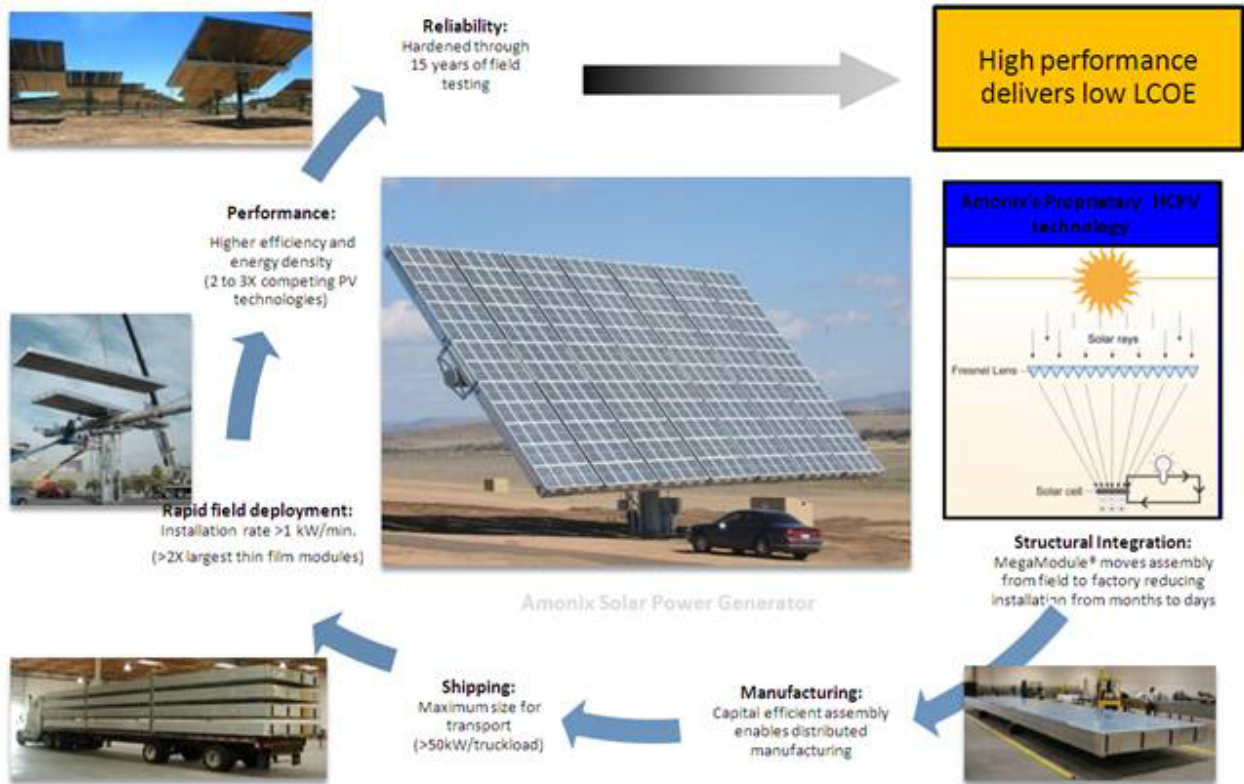 Reliability:
Hardened through
15 years of field
testing
High performance
delivers low LCOE
Performance:
Higher efficiency and
energy density
(2 to 3X competing PV
technologies)
Amonix's Proprietary HCPV
technology
Solar rays
Fresnel Lens
Solar cell
Rapid field deployment:
Installation rate >1 kW/min.
(>2X largest thin film modules)
Amonix Solar Power Generator
Structural Integration:
MegaModule® moves assembly
from field to factory reducing
installation from months to days
Shipping:
Maximum size for
transport
(>50kW/truckload)
Manufacturing:
Capital efficient assembly
enables distributed
manufacturing